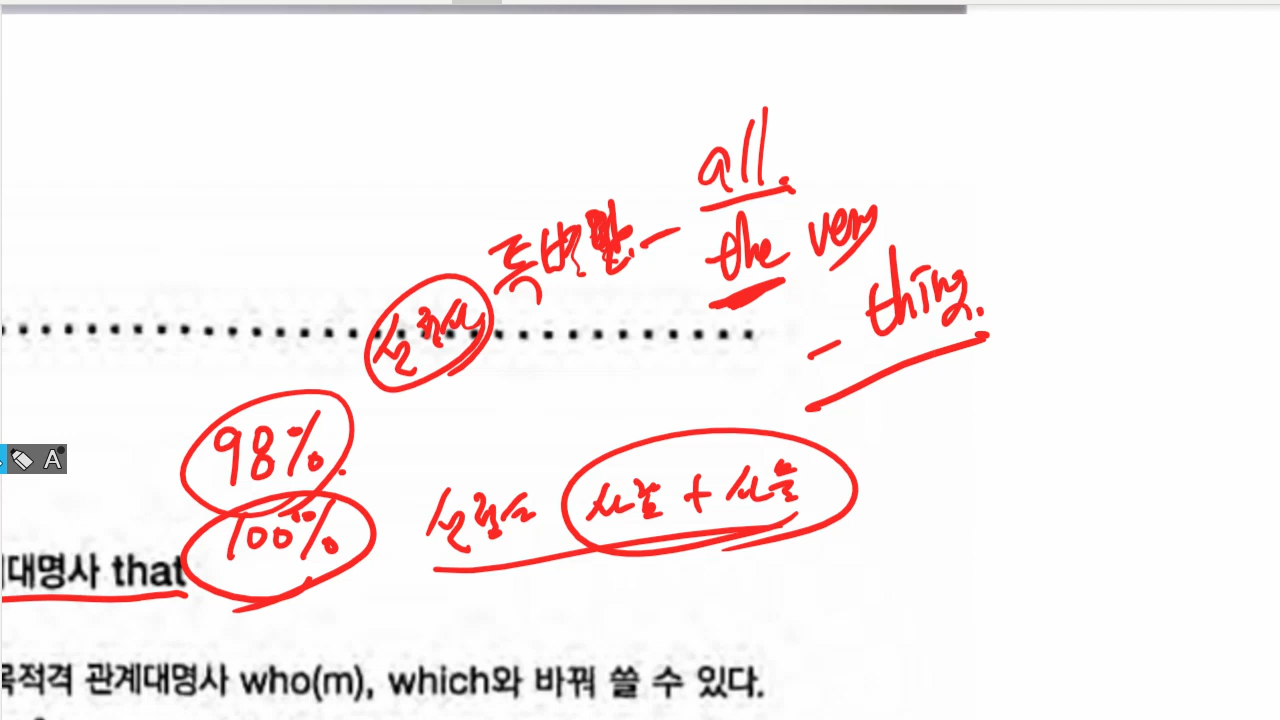 all.
특별한 - the very
- thing.
선행사
98%.
100%
선행사 사람 + 사물
대명사 that
목적격 관계대명사 who(m), which와 바꿔 쓸 수 있다.
A